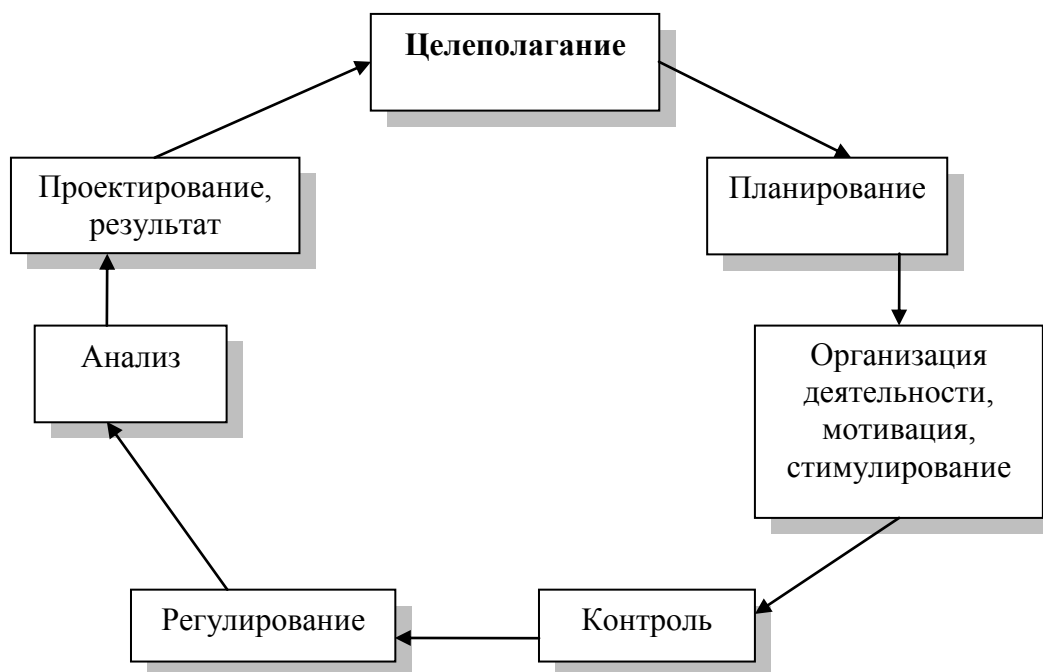 Целеполагание
Проектирование,
результат
Планирование
Анализ
Организация
деятельности,
мотивация,
стимулирование
Регулирование
Контроль